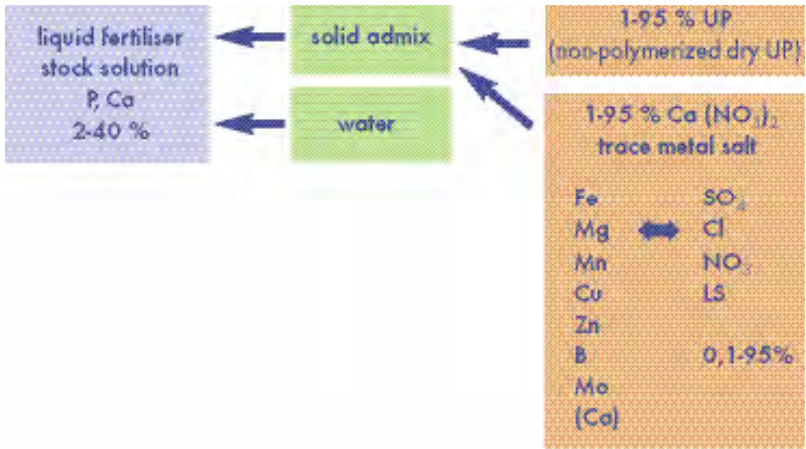 liquid fertiliser
stock solution
P, Ca
2-40 %
solid admix
water
1-95 % UP
(non-polymerized dry UP)
1-95 % Ca (NO₃)₂
trace metal salt
Fe SO₄
Mg Cl
Mn NO₃
Cu LS
Zn
B 0,1-95%
Mo
(Ca)